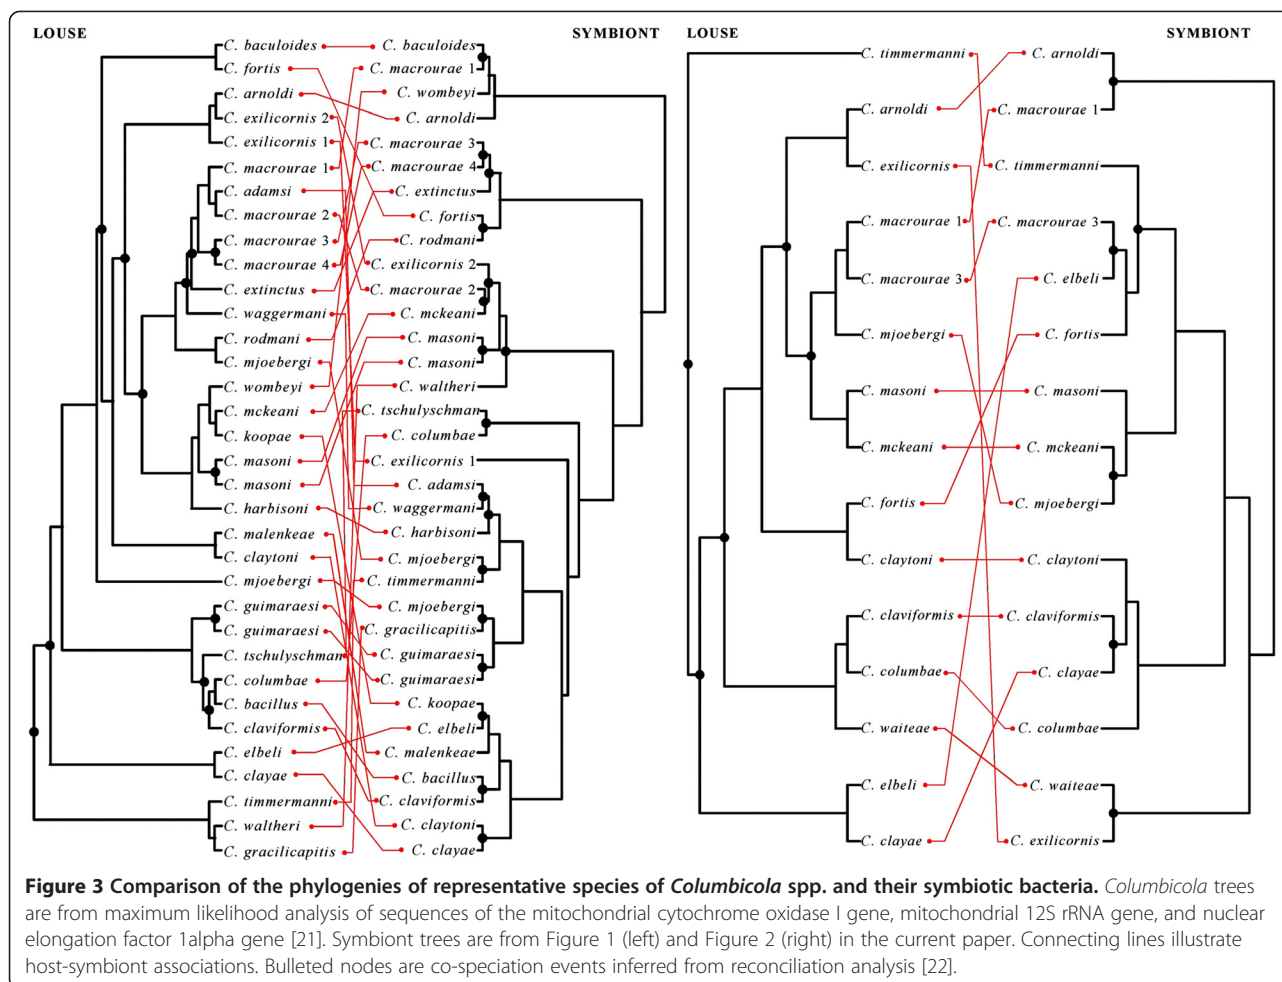 LOUSE
SYMBIONT
C. baculoides
C. fortis
C. arnoldi
C. exilicornis 2
C. exilicornis 1
C. macrourae 1
C. adamsi
C. macrourae 2
C. macrourae 3
C. macrourae 4
C. extinctus
C. waggermani
C. rodmani
C. mjoebergi
C. wombeyi
C. mckeani
C. koopae
C. masoni
C. masoni
C. harbisoni
C. malenkeae
C. claytoni
C. mjoebergi
C. guimaraesi
C. guimaraesi
C. tschulyschman
C. columbae
C. bacillus
C. claviformis
C. elbeli
C. clayae
C. timmermanni
C. waltheri
C. gracilicapitis
C. baculoides
C. macrourae 1
C. wombeyi
C. arnoldi
C. macrourae 3
C. macrourae 4
C. extinctus
C. fortis
C. rodmani
C. exilicornis 2
C. macrourae 2
C. mckeani
C. masoni
C. masoni
C. waltheri
C. tschulyschman
C. columbae
C. exilicornis 1
C. adamsi
C. waggermani
C. harbisoni
C. mjoebergi
C. timmermanni
C. mjoebergi
C. gracilicapitis
C. guimaraesi
C. guimaraesi
C. koopae
C. elbeli
C. malenkeae
C. bacillus
C. claviformis
C. claytoni
C. clayae
LOUSE
SYMBIONT
C. timmermanni
C. arnoldi
C. exilicornis
C. macrourae 1
C. macrourae 3
C. mjoebergi
C. masoni
C. mckeani
C. fortis
C. claytoni
C. claviformis
C. columbae
C. waiteae
C. elbeli
C. clayae
C. arnoldi
C. macrourae 1
C. timmermanni
C. macrourae 3
C. elbeli
C. fortis
C. masoni
C. mckeani
C. mjoebergi
C. claytoni
C. claviformis
C. clayae
C. columbae
C. waiteae
C. exilicornis
Figure 3 Comparison of the phylogenies of representative species of Columbicola spp. and their symbiotic bacteria. Columbicola trees
are from maximum likelihood analysis of sequences of the mitochondrial cytochrome oxidase I gene, mitochondrial 12S rRNA gene, and nuclear
elongation factor 1alpha gene [21]. Symbiont trees are from Figure 1 (left) and Figure 2 (right) in the current paper. Connecting lines illustrate
host-symbiont associations. Bulleted nodes are co-speciation events inferred from reconciliation analysis [22].